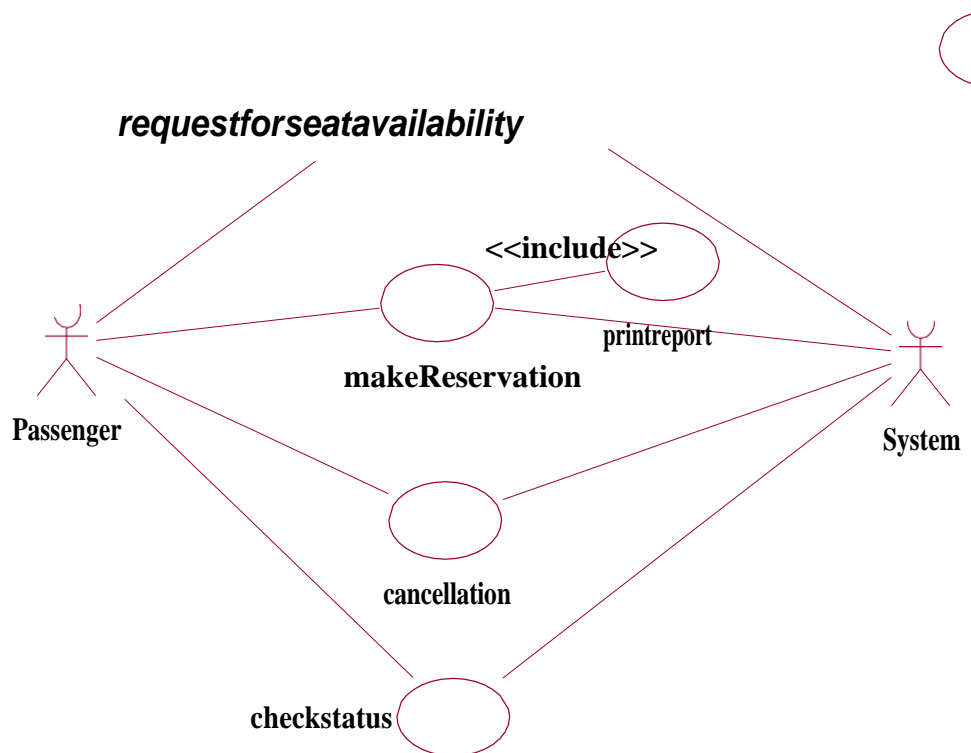 requestforseatavailability
<<include>>
printreport
makeReservation
Passenger
System
cancellation
checkstatus